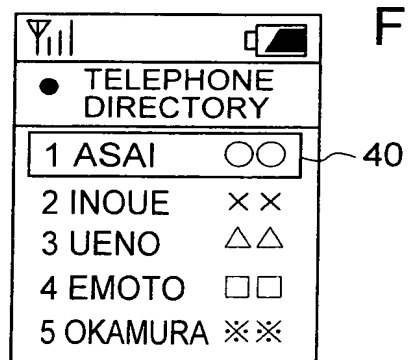 F
● TELEPHONE
DIRECTORY
1 ASAI ○○
40
2 INOUE ××
3 UENO △△
4 EMOTO □□
5 OKAMURA ※※